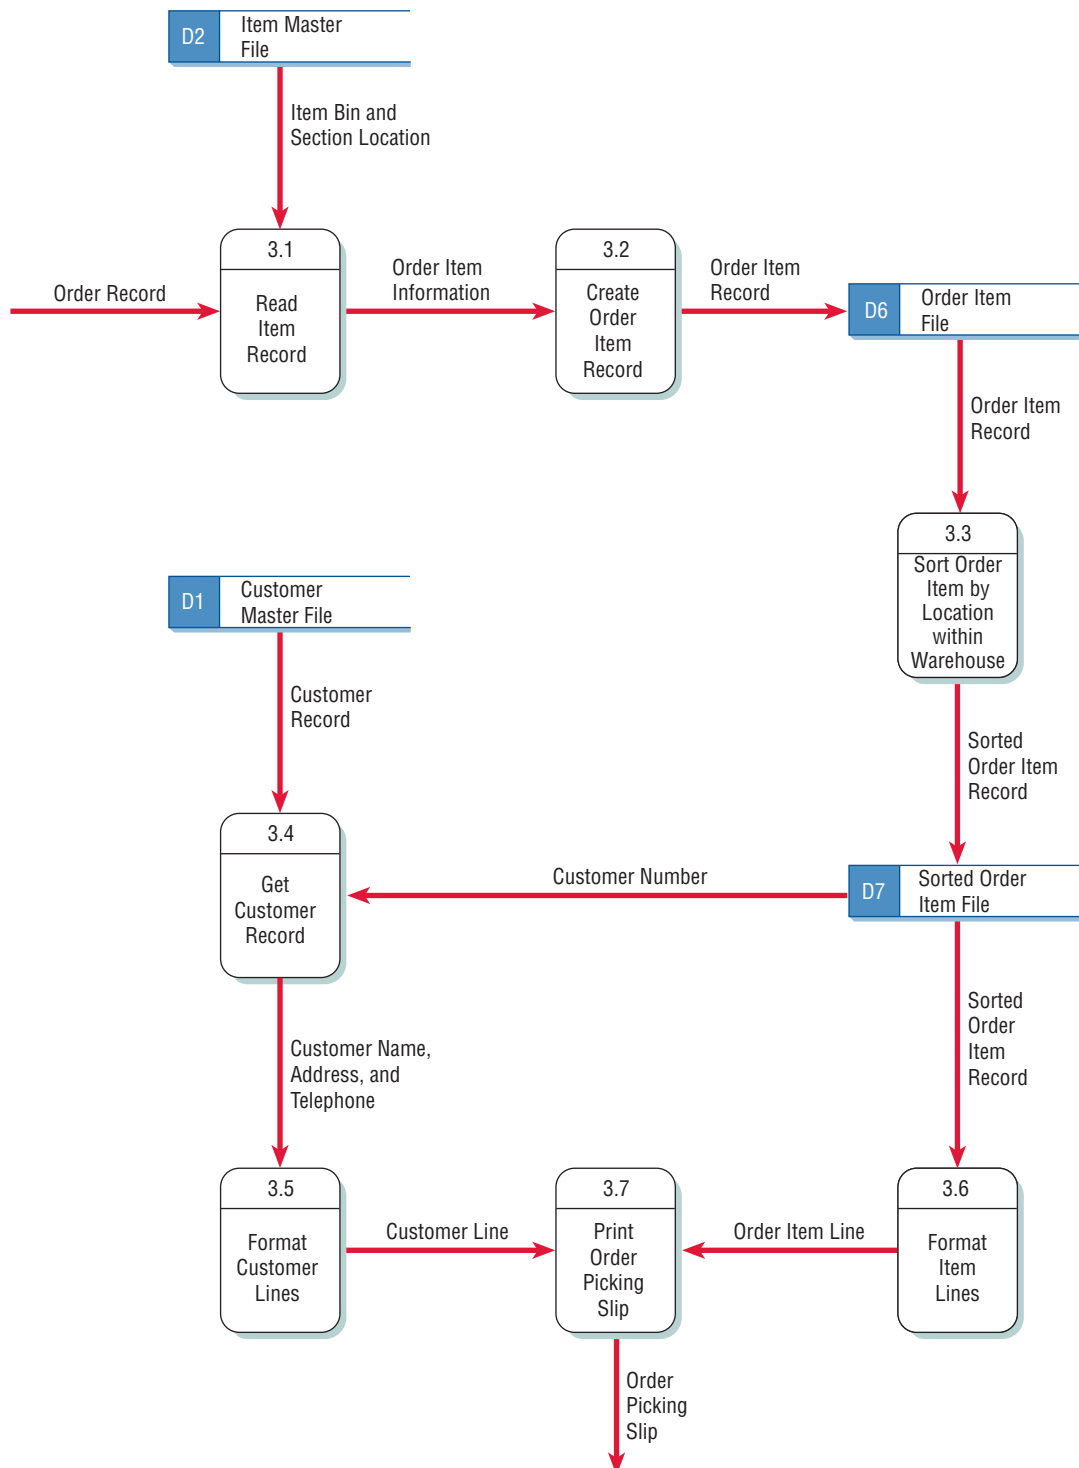 D2
Item Master
File
Item Bin and
Section Location
3.1
Read
Item
Record
Order Record
Order Item
Information
3.2
Create
Order
Item
Record
Order Item
Record
D6
Order Item
File
Order Item
Record
3.3
Sort Order
Item by
Location
within
Warehouse
D1
Customer
Master File
Customer
Record
Sorted
Order Item
Record
3.4
Get
Customer
Record
Customer Number
D7
Sorted Order
Item File
Customer Name,
Address, and
Telephone
Sorted
Order
Item
Record
3.5
Format
Customer
Lines
Customer Line
3.7
Print
Order
Picking
Slip
Order Item Line
3.6
Format
Item
Lines
Order
Picking
Slip